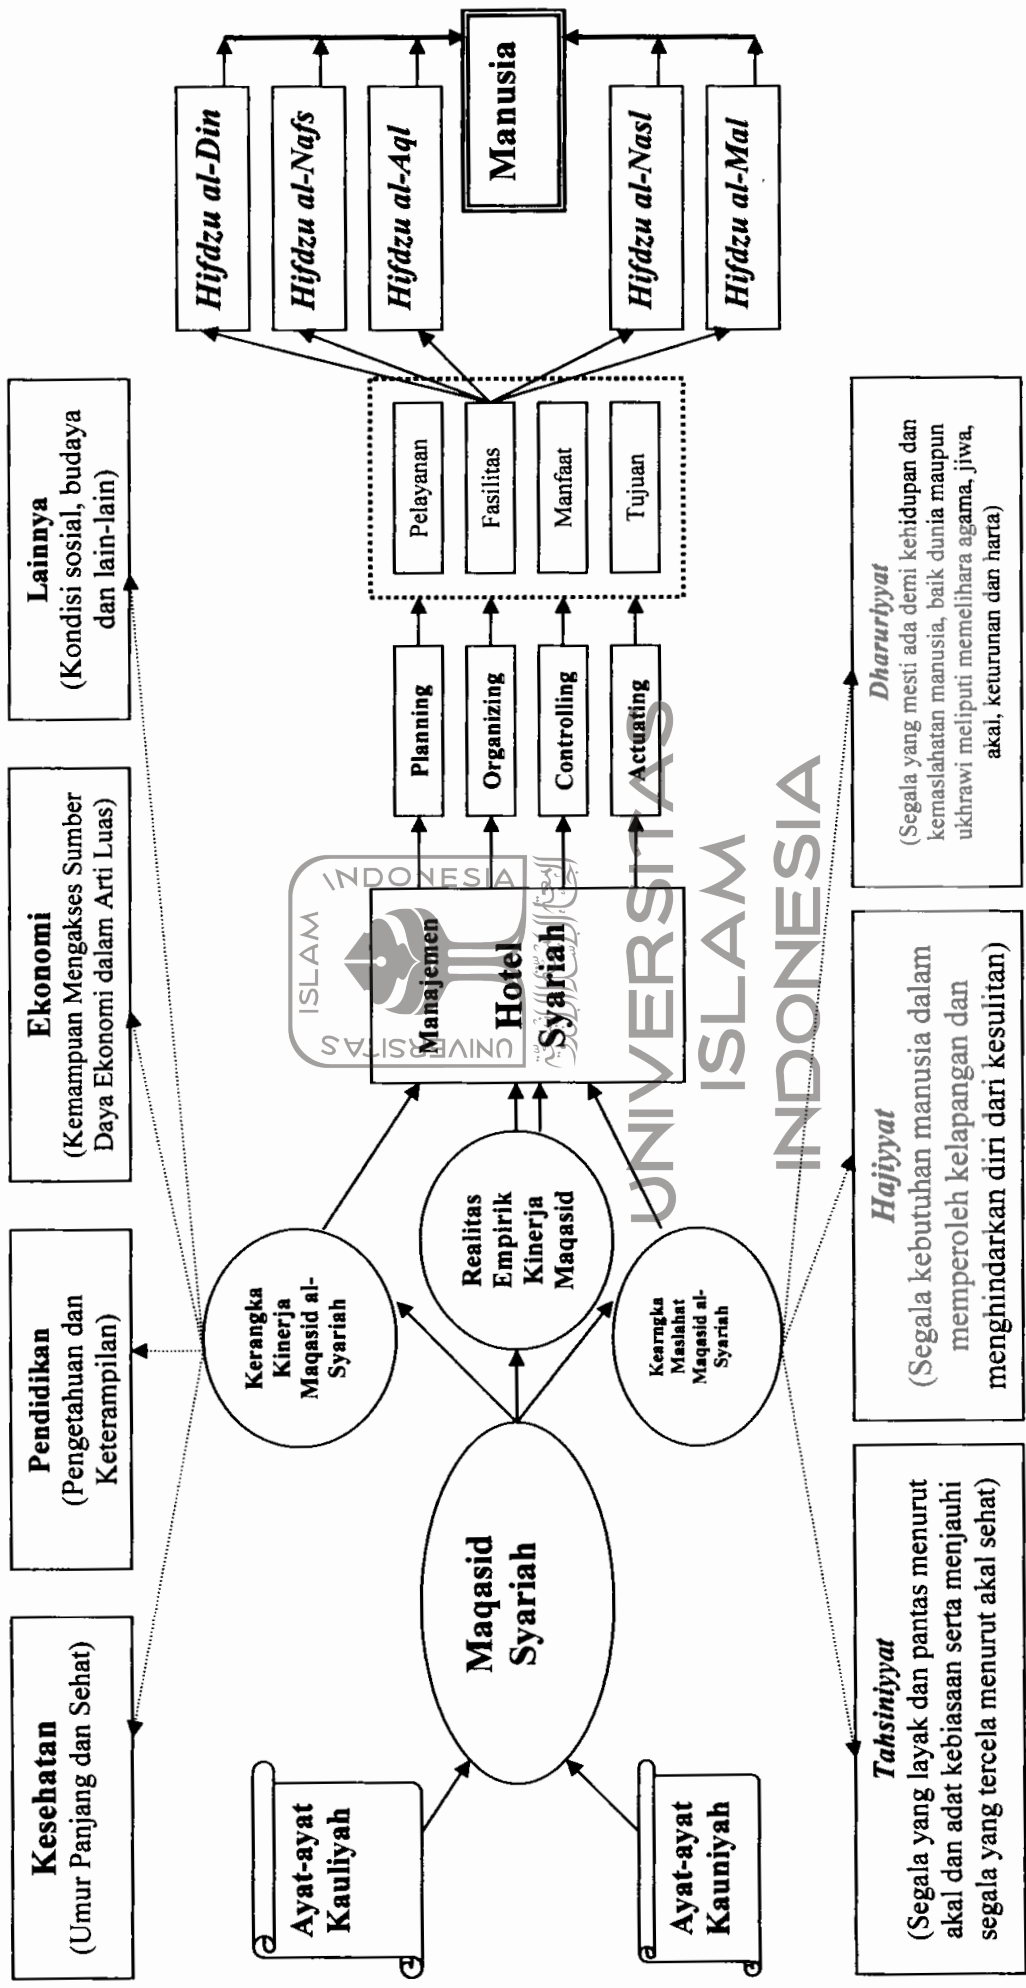 Kesehatan
(Umur Panjang dan Sehat)
Pendidikan
(Pengetahuan dan
Keterampilan)
Ekonomi
(Kemampuan Mengakses Sumber
Daya Ekonomi dalam Arti Luas)
Lainnya
(Kondisi sosial, budaya
dan lain-lain)
Ayat-ayat
Kauliyah
Ayat-ayat
Kauniyah
Maqasid
Syariah
Kerangka
Kinerja
Maqasid al-
Syariah
Realitas
Empirik
Kinerja
Maqasid
Kearngka
Maslahat
Maqasid al-
Syariah
Manajemen
Hotel
Syariah
Planning
Organizing
Controlling
Actuating
Pelayanan
Fasilitas
Manfaat
Tujuan
Hifdzu al-Din
Hifdzu al-Nafs
Hifdzu al-Aql
Hifdzu al-Nasl
Hifdzu al-Mal
Manusia
Tahsiniyyat
(Segala yang layak dan pantas menurut
akal dan adat kebiasaan serta menjauhi
segala yang tercela menurut akal sehat)
Hajiyyat
(Segala kebutuhan manusia dalam
memperoleh kelapangan dan
menghindarkan diri dari kesuitan)
Dharuriyyat
(Segala yang mesti ada demi kehidupan dan
kemaslahatan manusia, baik dunia maupun
ukhrawi meliputi memelihara agama, jiwa,
akal, keturunan dan harta)
UNIVERSITAS
ISLAM
INDONESIA
UNIVERSITAS
ISLAM
INDONESIA